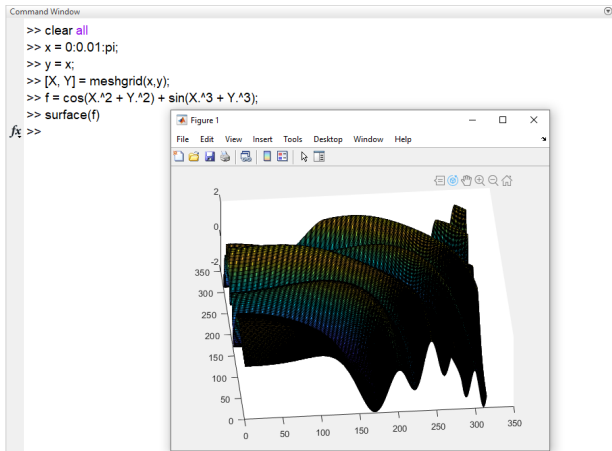 Command Window
>> clear all
>> x = 0:0.01:pi;
>> y = x;
>> [X, Y] = meshgrid(x,y);
>> f = cos(X.^2 + Y.^2) + sin(X.^3 + Y.^3);
>> surface(f)
fx >>
Figure 1
File Edit View Insert Tools Desktop Window Help
2
0
-2
350
300
250
200
150
100
50
0
0 50 100 150 200 250 300 350